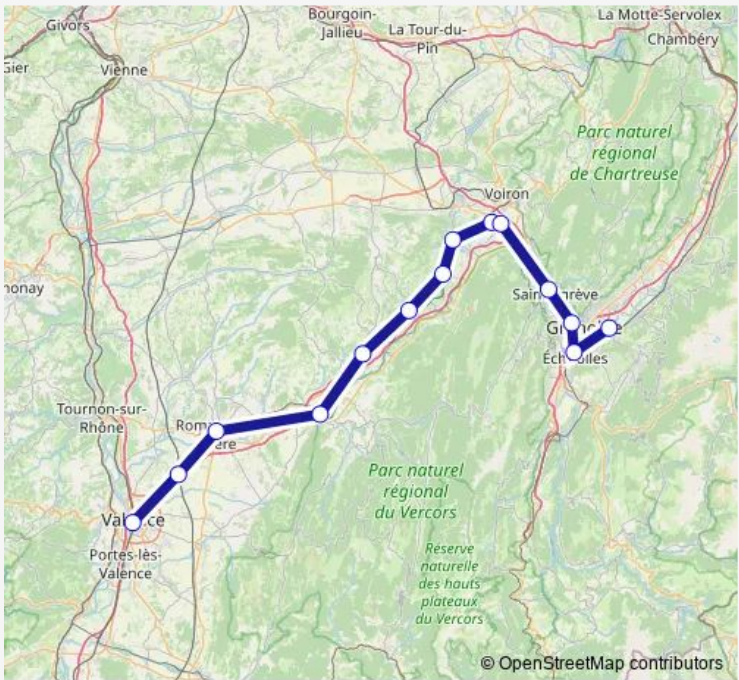 Bourgoin-
Jallieu
La Motte-Servolex
Givors
La Tour-du-
Pin
Chambéry
Gier
Vienne
Parc naturel
régional
de Chartreuse
Voiron
nonay
Tournon-sur-
Rhône
Parc naturel
régional
du Vercors
Portes-lès-
Valence
Réserve
naturelle
des hauts
plateaux
du Vercors
© OpenStreetMap contributors